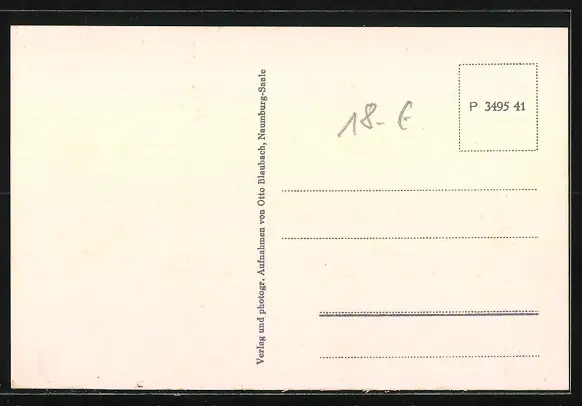 Verlag und photogr. Aufnahmen von Otto Blaubach, Naumburg-Saale
18.- €
P 3495 41